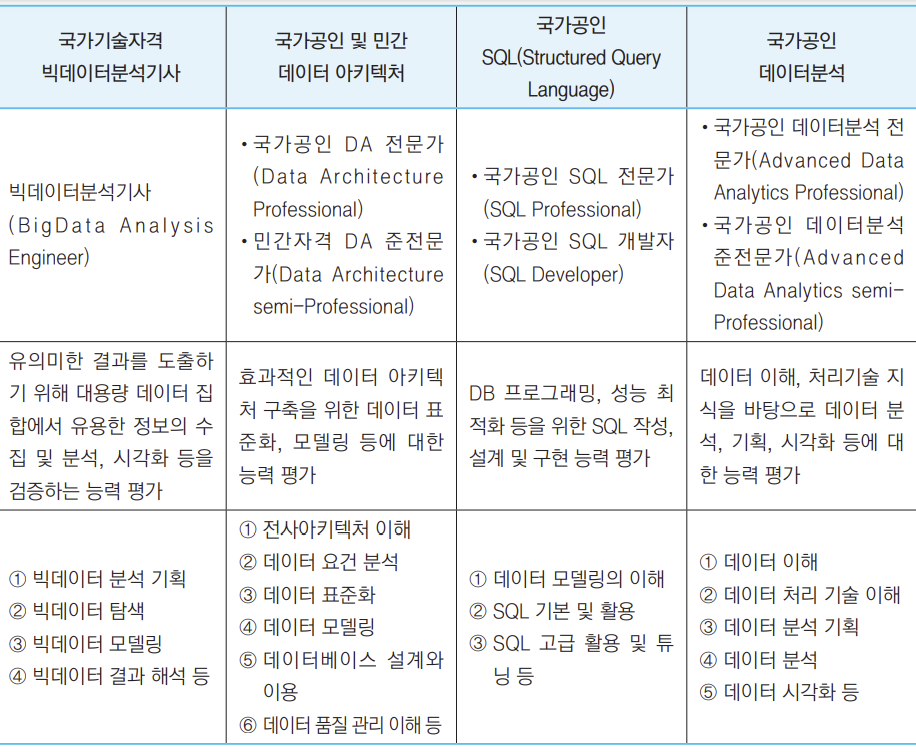 국가기술자격
빅데이터분석기사
국가공인 및 민간
데이터 아키텍처
국가공인
SQL(Structured Query
Language)
국가공인
데이터분석
빅데이터분석기사
(BigData Analysis
Engineer)
• 국가공인 DA 전문가
(Data Architecture
Professional)
• 민간자격 DA 준전문
가(Data Architecture
semi-Professional)
• 국가공인 SQL 전문가
(SQL Professional)
• 국가공인 SQL 개발자
(SQL Developer)
• 국가공인 데이터분석 전
문가(Advanced Data
Analytics Professional)
• 국가공인 데이터분석
준전문가(Advanced
Data Analytics semi-
Professional)
유의미한 결과를 도출하
기 위해 대용량 데이터 집
합에서 유용한 정보의 수
집 및 분석, 시각화 등을
검증하는 능력 평가
효과적인 데이터 아키텍
처 구축을 위한 데이터 표
준화, 모델링 등에 대한
능력 평가
DB 프로그래밍, 성능 최
적화 등을 위한 SQL 작성,
설계 및 구현 능력 평가
데이터 이해, 처리기술 지
식을 바탕으로 데이터 분
석, 기획, 시각화 등에 대
한 능력 평가
① 빅데이터 분석 기획
② 빅데이터 탐색
③ 빅데이터 모델링
④ 빅데이터 결과 해석 등
① 전사아키텍처 이해
② 데이터 요건 분석
③ 데이터 표준화
④ 데이터 모델링
⑤ 데이터베이스 설계와
이용
⑥ 데이터 품질 관리 이해 등
① 데이터 모델링의 이해
② SQL 기본 및 활용
③ SQL 고급 활용 및 튜
닝 등
① 데이터 이해
② 데이터 처리 기술 이해
③ 데이터 분석 기획
④ 데이터 분석
⑤ 데이터 시각화 등